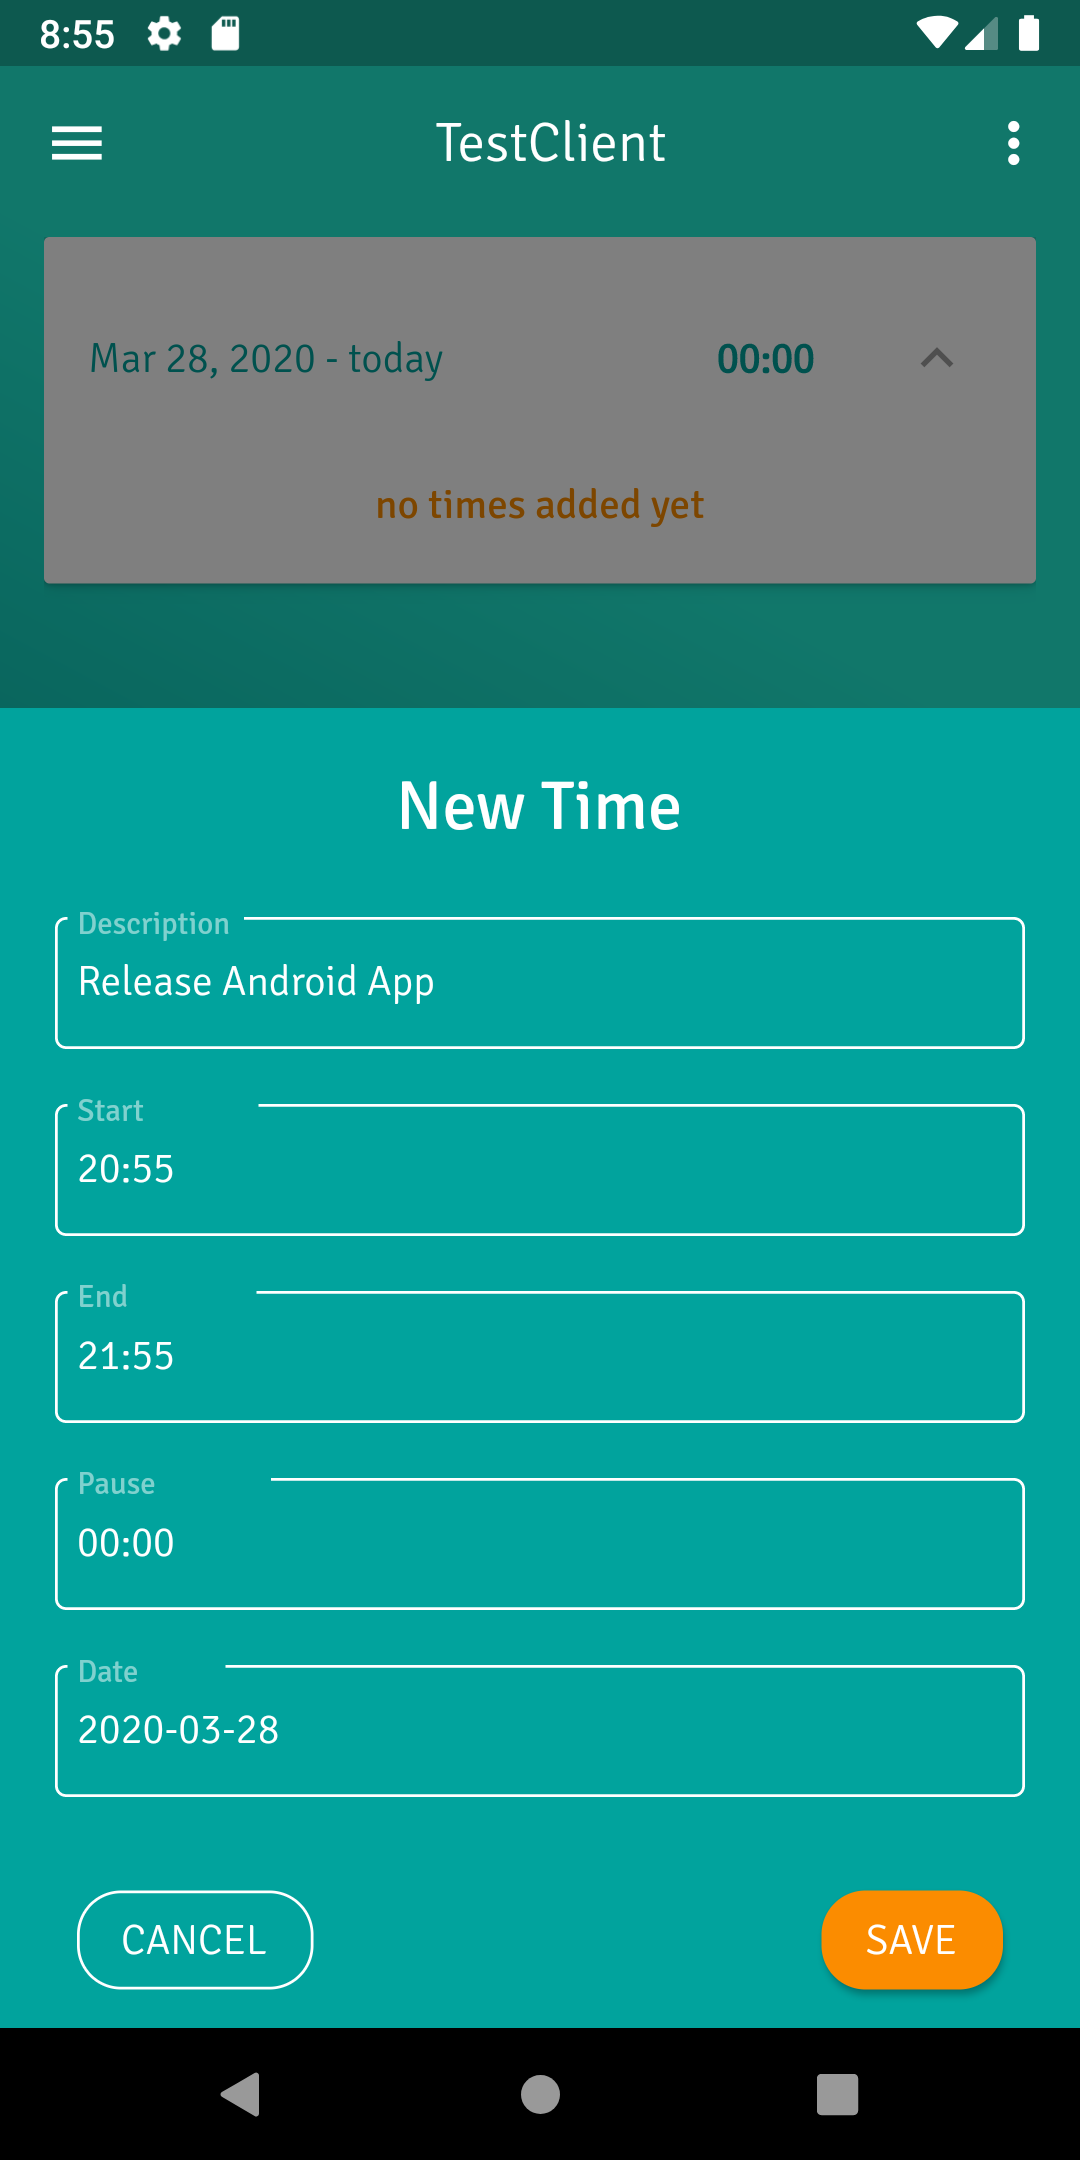 8:55
TestClient
Mar 28, 2020 - today 00:00
no times added yet
New Time
Description
Release Android App
Start
20:55
End
21:55
Pause
00:00
Date
2020-03-28
CANCEL SAVE